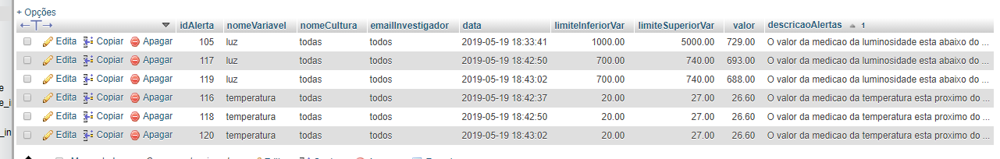 + Opções
←T→ idAlerta nomeVariavel nomeCultura emailInvestigador data limiteInferiorVar limiteSuperiorVar valor descricaoAlertas 1
Edita Copiar Apagar 105 luz todas todos 2019-05-19 18:33:41 1000.00 5000.00 729.00 O valor da medicao da luminosidade esta abaixo do ...
Edita Copiar Apagar 117 luz todas todos 2019-05-19 18:42:50 700.00 740.00 693.00 O valor da medicao da luminosidade esta abaixo do ...
Edita Copiar Apagar 119 luz todas todos 2019-05-19 18:43:02 700.00 740.00 688.00 O valor da medicao da luminosidade esta abaixo do ...
e
Edita Copiar Apagar 116 temperatura todas todos 2019-05-19 18:42:37 20.00 27.00 26.60 O valor da medicao da temperatura esta proximo do ...
e_i
Edita Copiar Apagar 118 temperatura todas todos 2019-05-19 18:42:50 20.00 27.00 26.60 O valor da medicao da temperatura esta proximo do ...
_in
Edita Copiar Apagar 120 temperatura todas todos 2019-05-19 18:43:02 20.00 27.00 26.60 O valor da medicao da temperatura esta proximo do ...